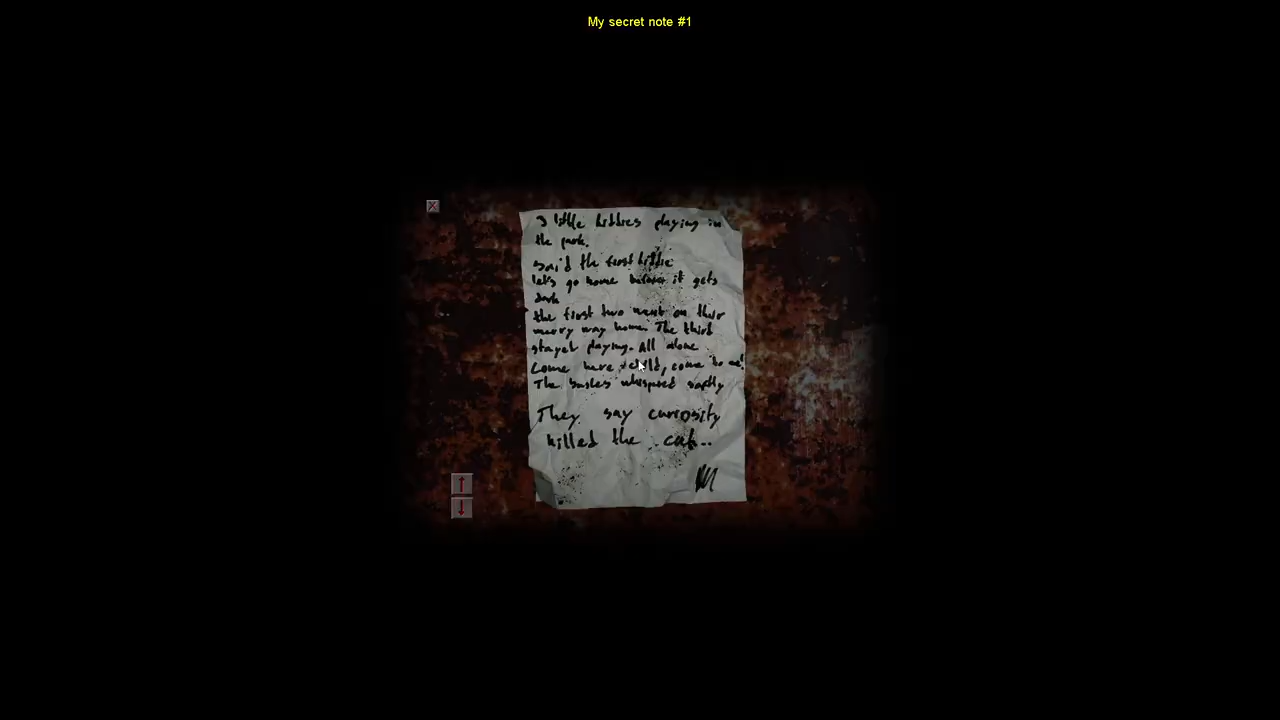 My secret note #1
3 little kiddies playing in
the park.
said the first kiddie
let's go home before it gets
dark
the first two went on their
merry way home. The third
stayed playing. All alone
Come here, child, come to me!
The bushes whispered softly
They say curiosity
killed the cat..